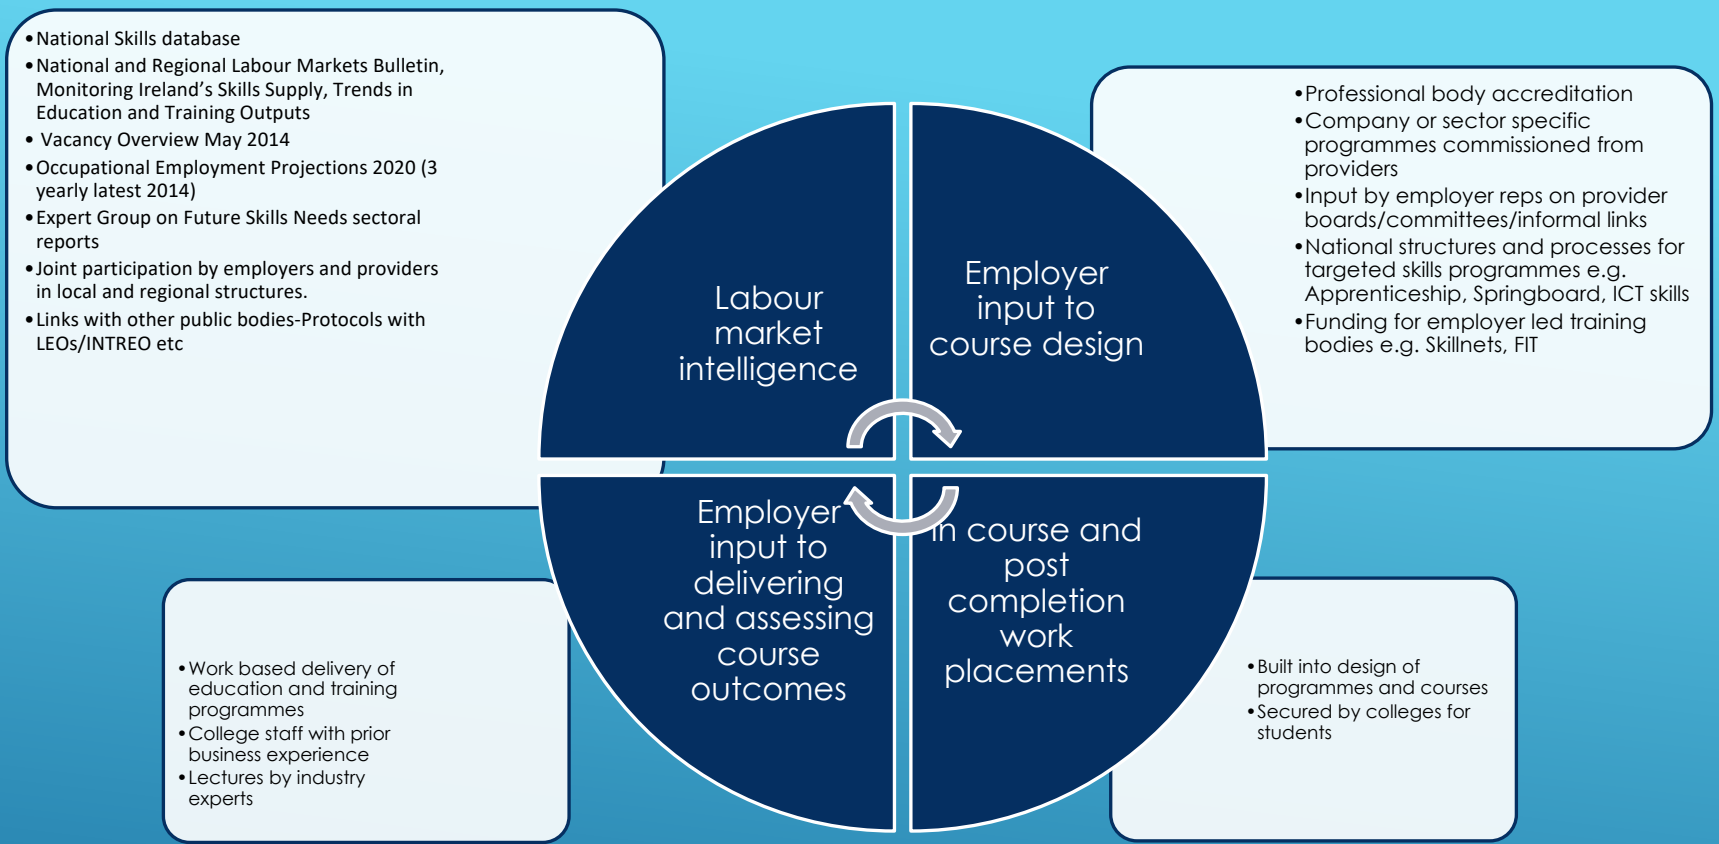 •National Skills database
•National and Regional Labour Markets Bulletin,
Monitoring Ireland's Skills Supply, Trends in
Education and Training Outputs
• Vacancy Overview May 2014
•Occupational Employment Projections 2020 (3
yearly latest 2014)
•Expert Group on Future Skills Needs sectoral
reports
•Joint participation by employers and providers
in local and regional structures.
•Links with other public bodies-Protocols with
LEOs/INTREO etc
•Professional body accreditation
•Company or sector specific
programmes commissioned from
providers
•Input by employer reps on provider
boards/committees/informal links
•National structures and processes for
targeted skills programmes e.g.
Apprenticeship, Springboard, ICT skills
•Funding for employer led training
bodies e.g. Skillnets, FIT
Labour
market
intelligence
Employer
input to
course design
Employer
input to
delivering
and assessing
course
outcomes
In course and
post
completion
work
placements
•Work based delivery of
education and training
programmes
•College staff with prior
business experience
•Lectures by industry
experts
•Built into design of
programmes and courses
•Secured by colleges for
students